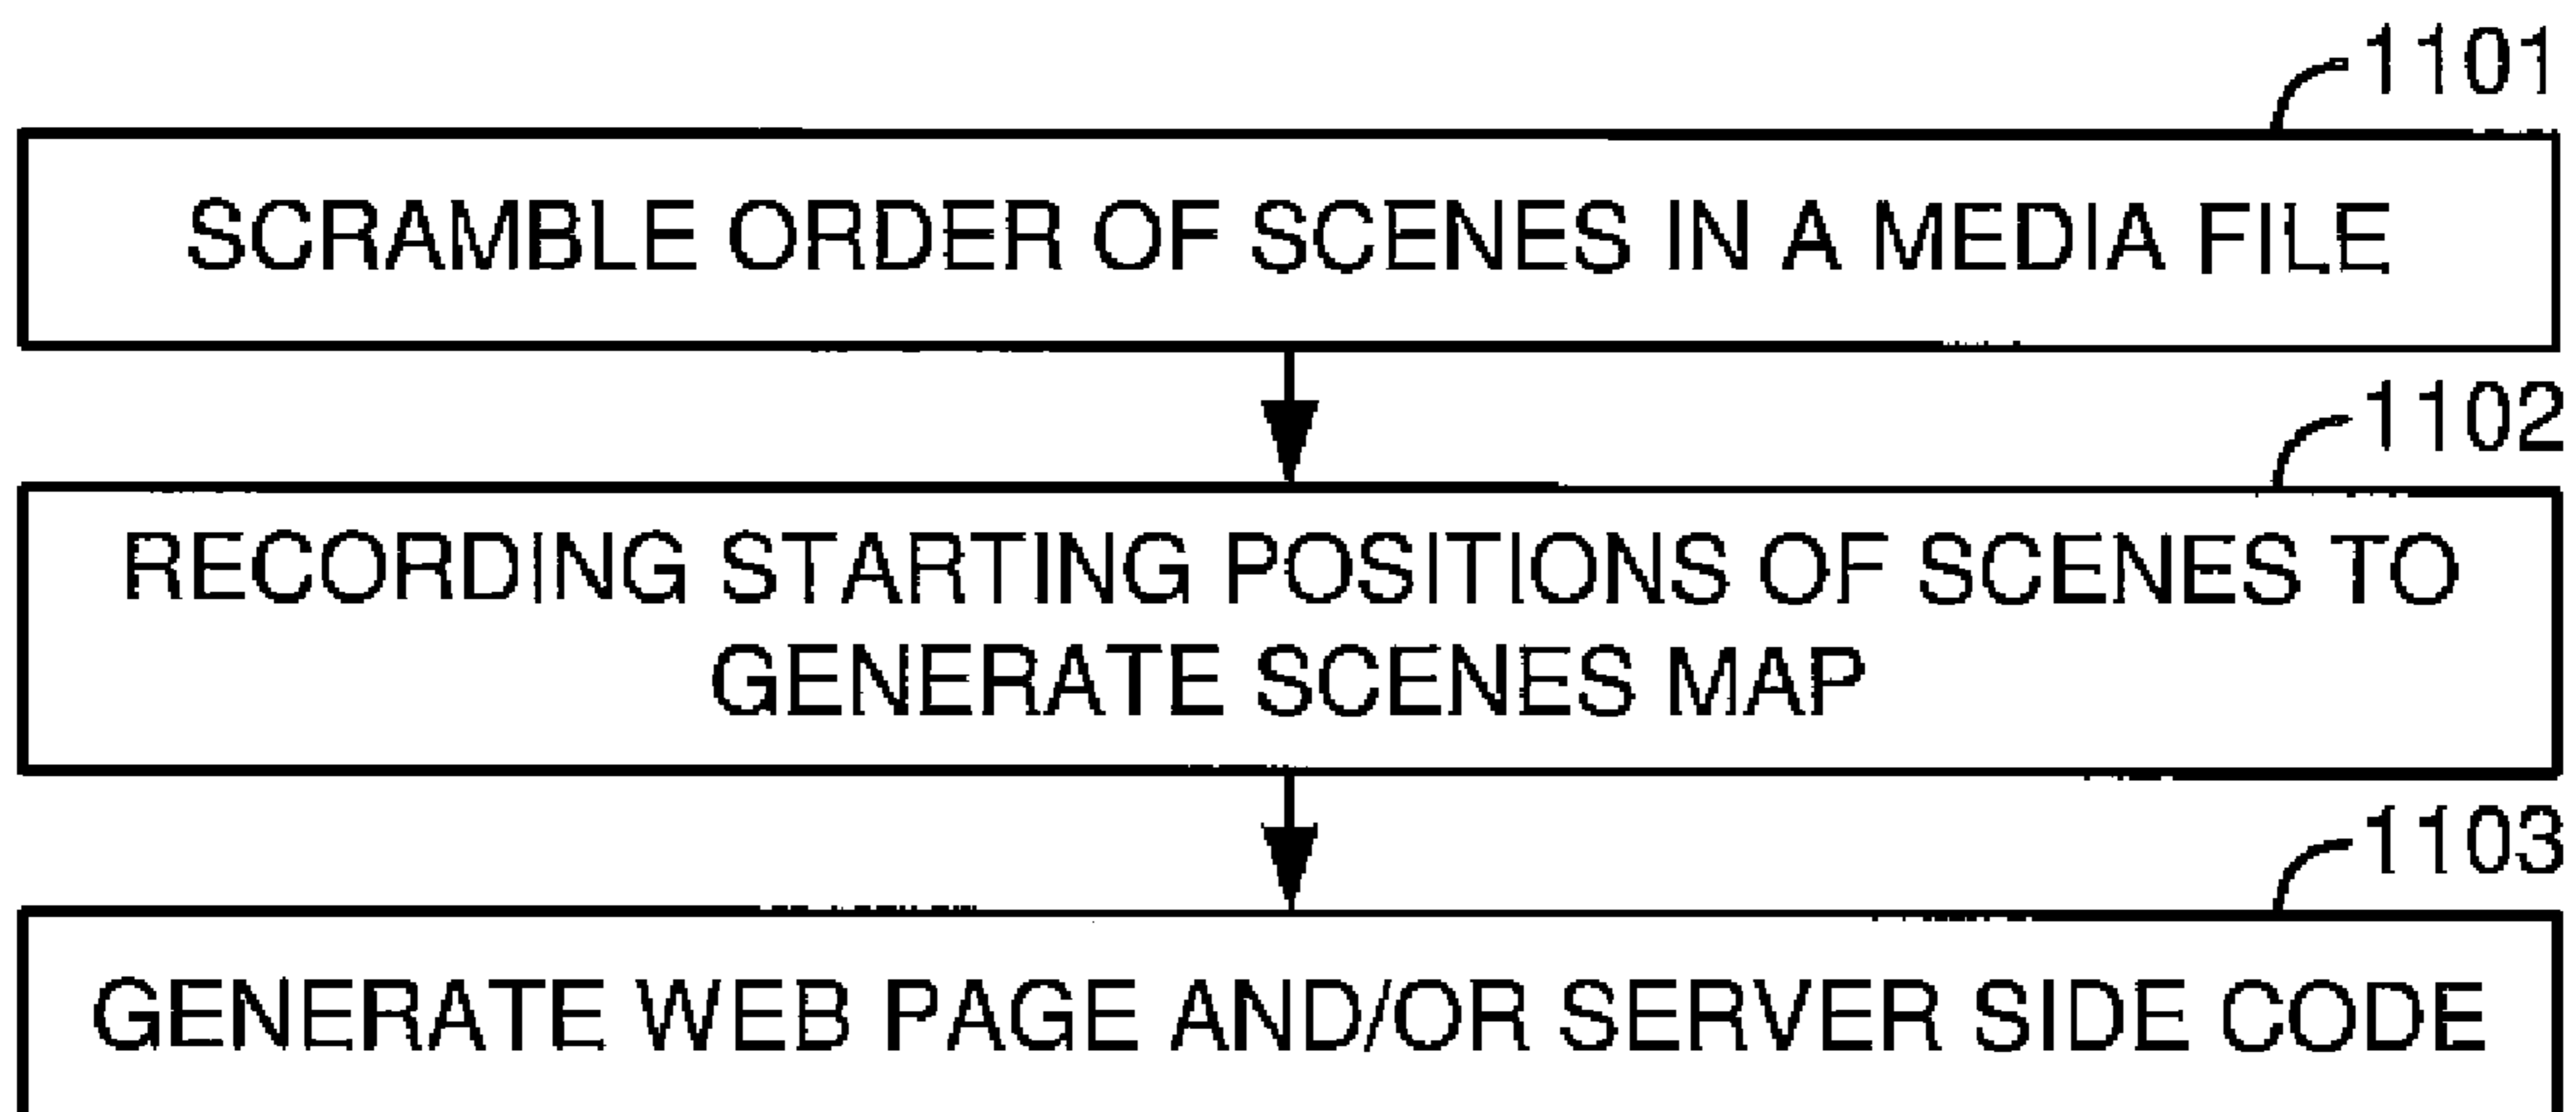 1101
SCRAMBLE ORDER OF SCENES IN A MEDIA FILE
1102
RECORDING STARTING POSITIONS OF SCENES TO
GENERATE SCENES MAP
1103
GENERATE WEB PAGE AND/OR SERVER SIDE CODE